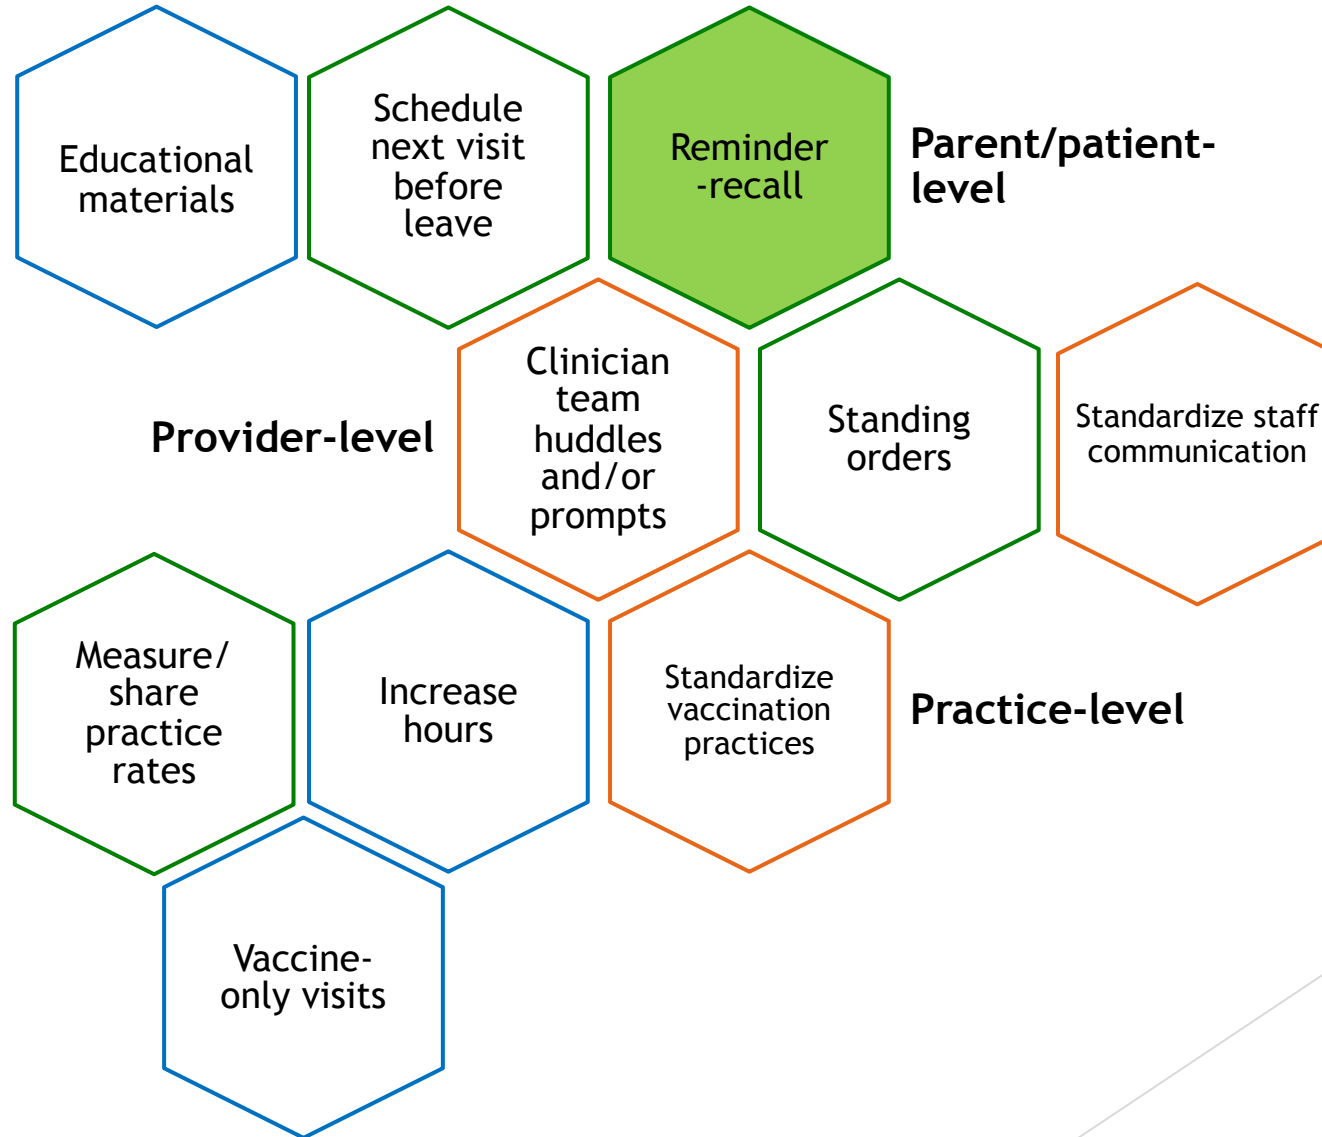 Educational
materials
Schedule
next visit
before
leave
Reminder
-recall
Parent/patient-
level
Provider-level
Clinician
team
huddles
and/or
prompts
Standing
orders
Standardize staff
communication
Measure/
share
practice
rates
Increase
hours
Standardize
vaccination
practices
Practice-level
Vaccine-
only visits